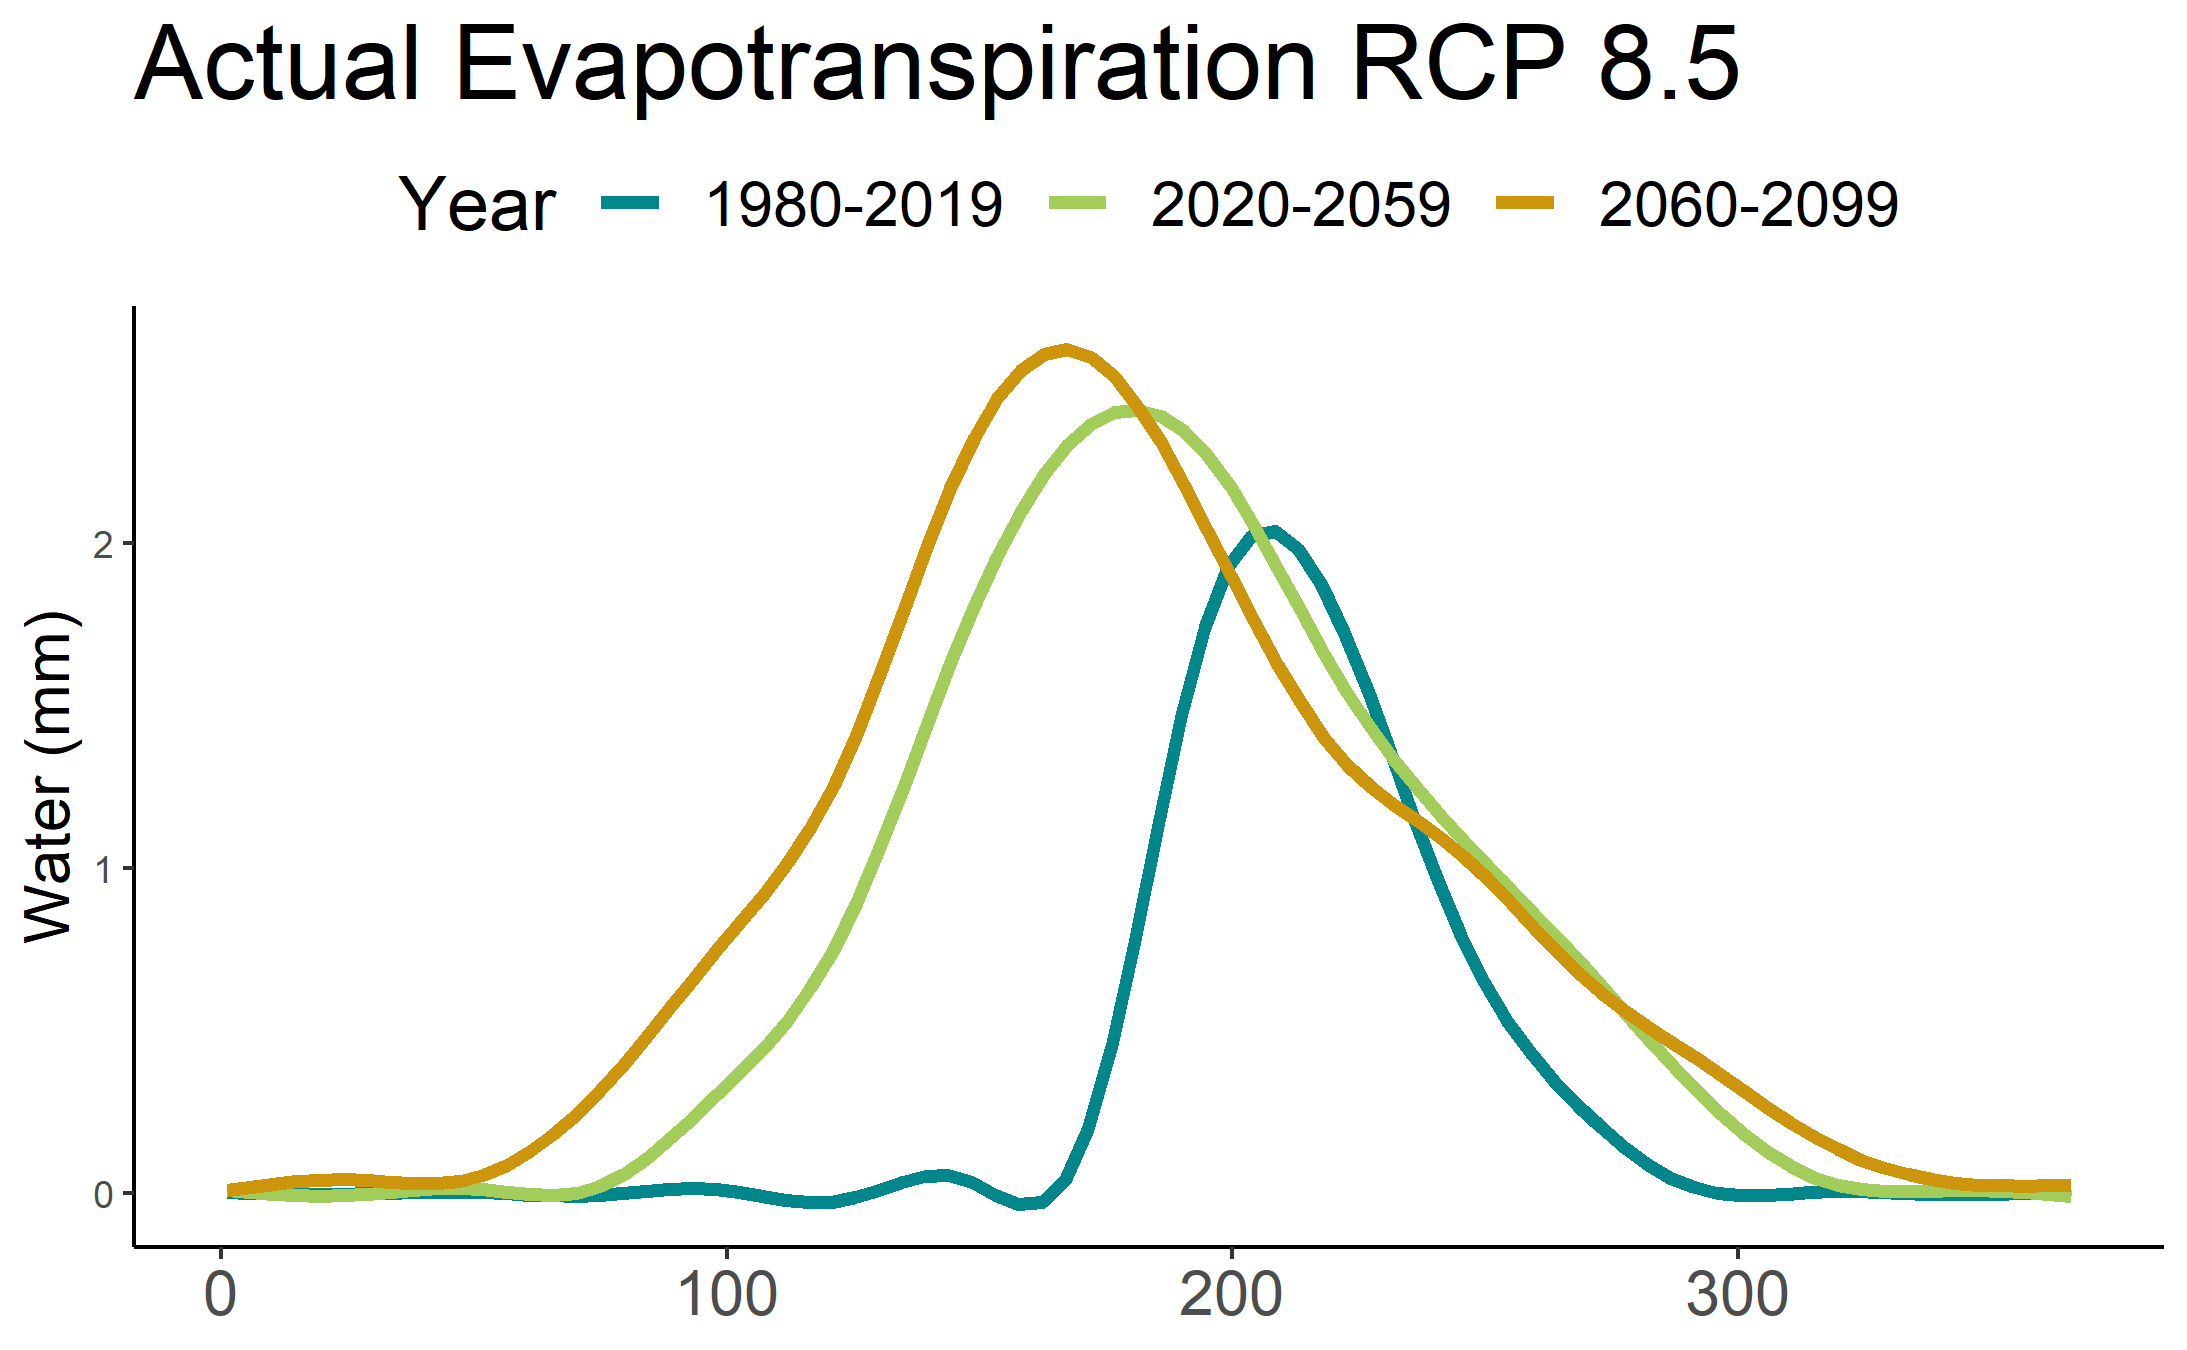 Actual Evapotranspiration RCP 8.5
Year 1980-2019 2020-2059 2060-2099
Water (mm)
2
1
0
0 100 200 300